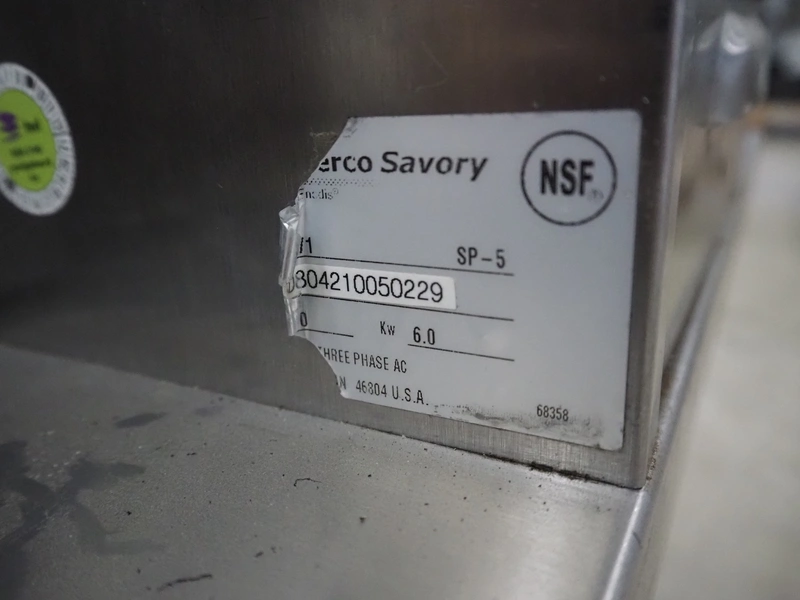 erco Savory
NSF
SP-5
304210050229
0 Kw 6.0
THREE PHASE AC
N 46804 U.S.A.
68358